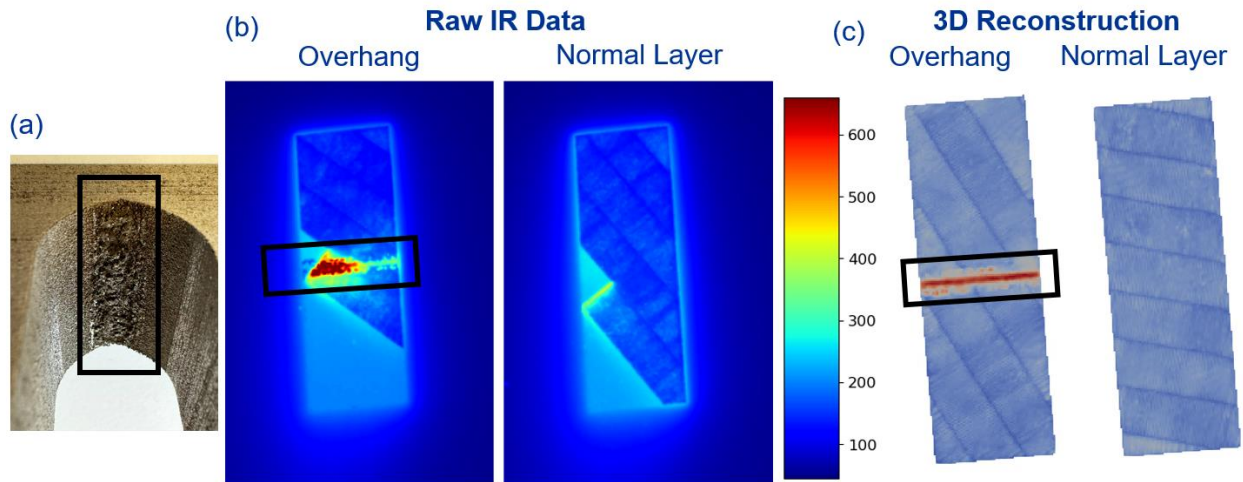 Raw IR Data
3D Reconstruction
(a)
(b)
(c)
Overhang
Normal Layer
Overhang
Normal Layer
600
500
400
300
200
100